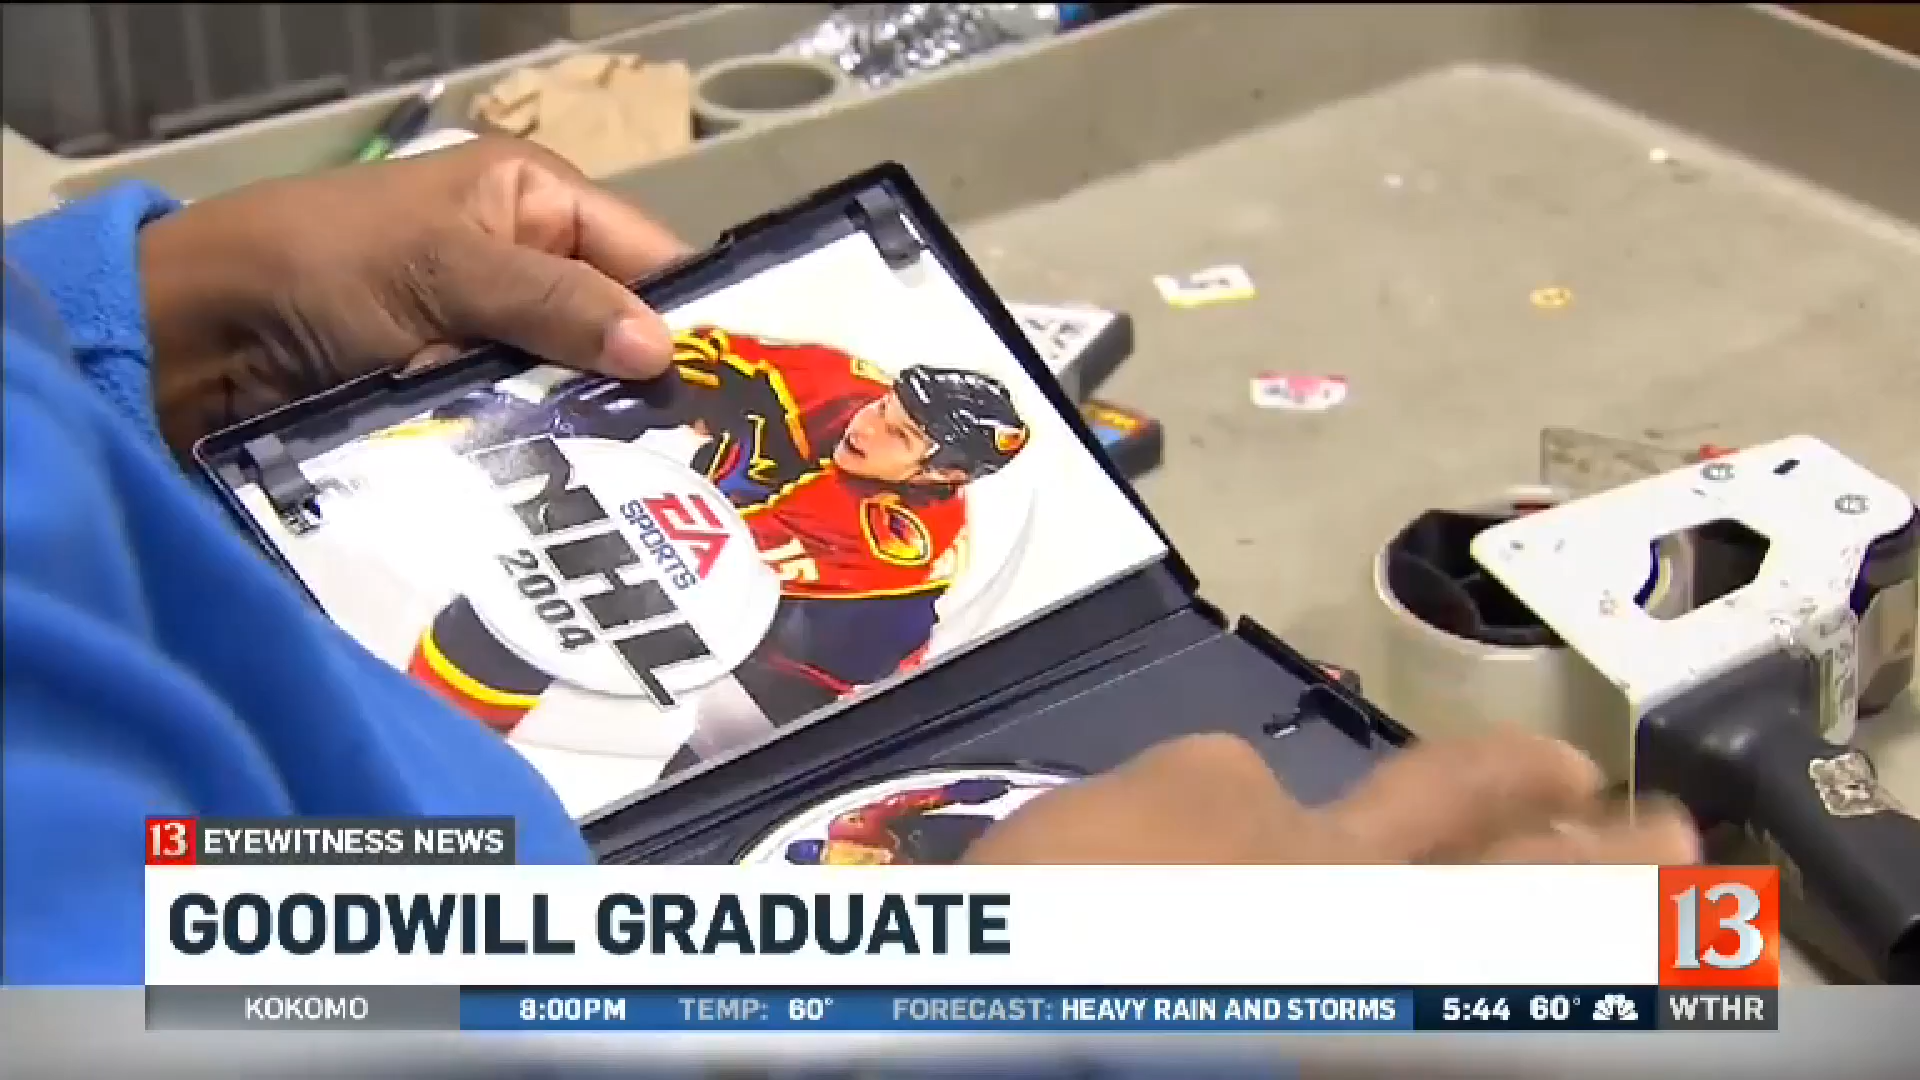 EA
SPORTS
NHL
2004
15
13 EYEWITNESS NEWS
GOODWILL GRADUATE
13
KOKOMO 8:00PM TEMP: 60° FORECAST: HEAVY RAIN AND STORMS 5:44 60° WTHR